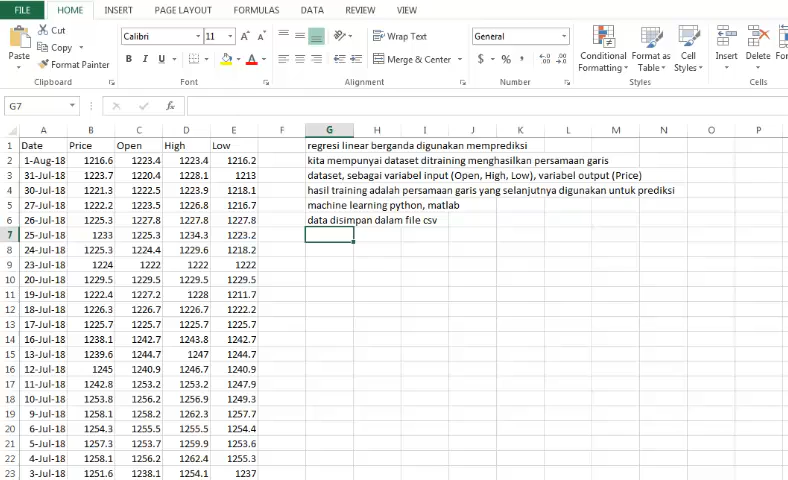 FILE HOME INSERT PAGE LAYOUT FORMULAS DATA REVIEW VIEW
Cut
Copy
Format Painter
Paste
Clipboard
Calibri 11
B I U
Font
Wrap Text
Merge & Center
Alignment
General
$ % ,
Number
Conditional Formatting
Format as Table
Cell Styles
Styles
Insert Delete
Cells
G7
A B C D E F G H I J K L M N O P
1 Date Price Open High Low regresi linear berganda digunakan memprediksi
2 1-Aug-18 1216.6 1223.4 1223.4 1216.2 kita mempunyai dataset ditraining menghasilkan persamaan garis
3 31-Jul-18 1223.7 1220.4 1228.1 1213 dataset, sebagai variabel input (Open, High, Low), variabel output (Price)
4 30-Jul-18 1221.3 1222.5 1223.9 1218.1 hasil training adalah persamaan garis yang selanjutnya digunakan untuk prediksi
5 27-Jul-18 1222.2 1223.5 1226.8 1216.7 machine learning python, matlab
6 26-Jul-18 1225.3 1227.8 1227.8 1227.8 data disimpan dalam file csv
7 25-Jul-18 1233 1225.3 1234.3 1223.2
8 24-Jul-18 1225.3 1224.4 1229.6 1218.2
9 23-Jul-18 1224 1222 1222 1222
10 20-Jul-18 1229.5 1229.5 1229.5 1229.5
11 19-Jul-18 1222.4 1227.2 1228 1211.7
12 18-Jul-18 1226.3 1226.7 1226.7 1222.2
13 17-Jul-18 1225.7 1225.7 1225.7 1225.7
14 16-Jul-18 1238.1 1242.7 1243.8 1242.7
15 13-Jul-18 1239.6 1244.7 1247 1244.7
16 12-Jul-18 1245 1240.9 1246.7 1240.9
17 11-Jul-18 1242.8 1253.2 1253.2 1247.9
18 10-Jul-18 1253.8 1256.2 1256.9 1249.3
19 9-Jul-18 1258.1 1258.2 1262.3 1257.7
20 6-Jul-18 1254.3 1255.5 1255.5 1254.4
21 5-Jul-18 1257.3 1253.7 1259.9 1253.6
22 4-Jul-18 1258.1 1256.2 1262.4 1255.3
23 3-Jul-18 1251.6 1238.1 1254.1 1237